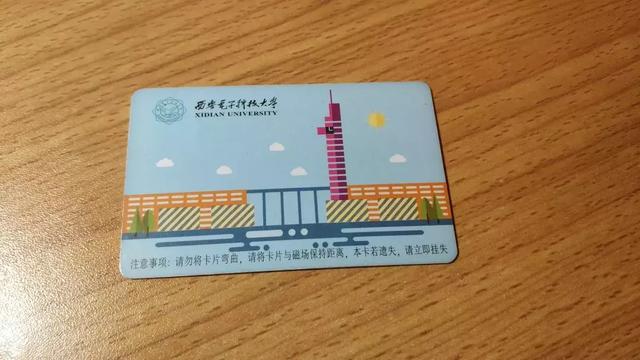 西安电子科技大学
XIDIAN UNIVERSITY
注意事项：请勿将卡片弯曲，请将卡片与磁场保持距离，本卡若遗失，请立即挂失